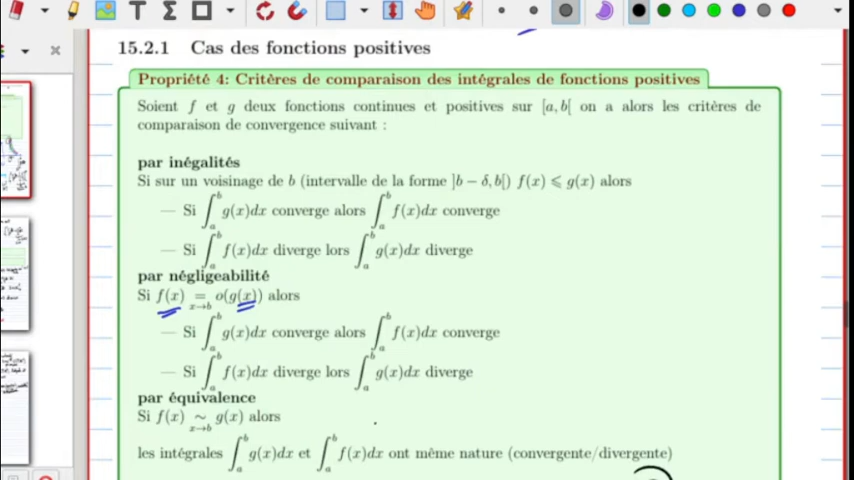 15.2.1 Cas des fonctions positives
Propriété 4: Critères de comparaison des intégrales de fonctions positives
Soient f et g deux fonctions continues et positives sur [a, b[ on a alors les critères de
comparaison de convergence suivant :
par inégalités
Si sur un voisinage de b (intervalle de la forme ]b − δ, b[) f(x) ⩽ g(x) alors
— Si ∫_a^b g(x)dx converge alors ∫_a^b f(x)dx converge
— Si ∫_a^b f(x)dx diverge lors ∫_a^b g(x)dx diverge
par négligeabilité
Si f(x) =_{x→b} o(g(x)) alors
— Si ∫_a^b g(x)dx converge alors ∫_a^b f(x)dx converge
— Si ∫_a^b f(x)dx diverge lors ∫_a^b g(x)dx diverge
par équivalence
Si f(x) ∼_{x→b} g(x) alors
les intégrales ∫_a^b g(x)dx et ∫_a^b f(x)dx ont même nature (convergente/divergente)